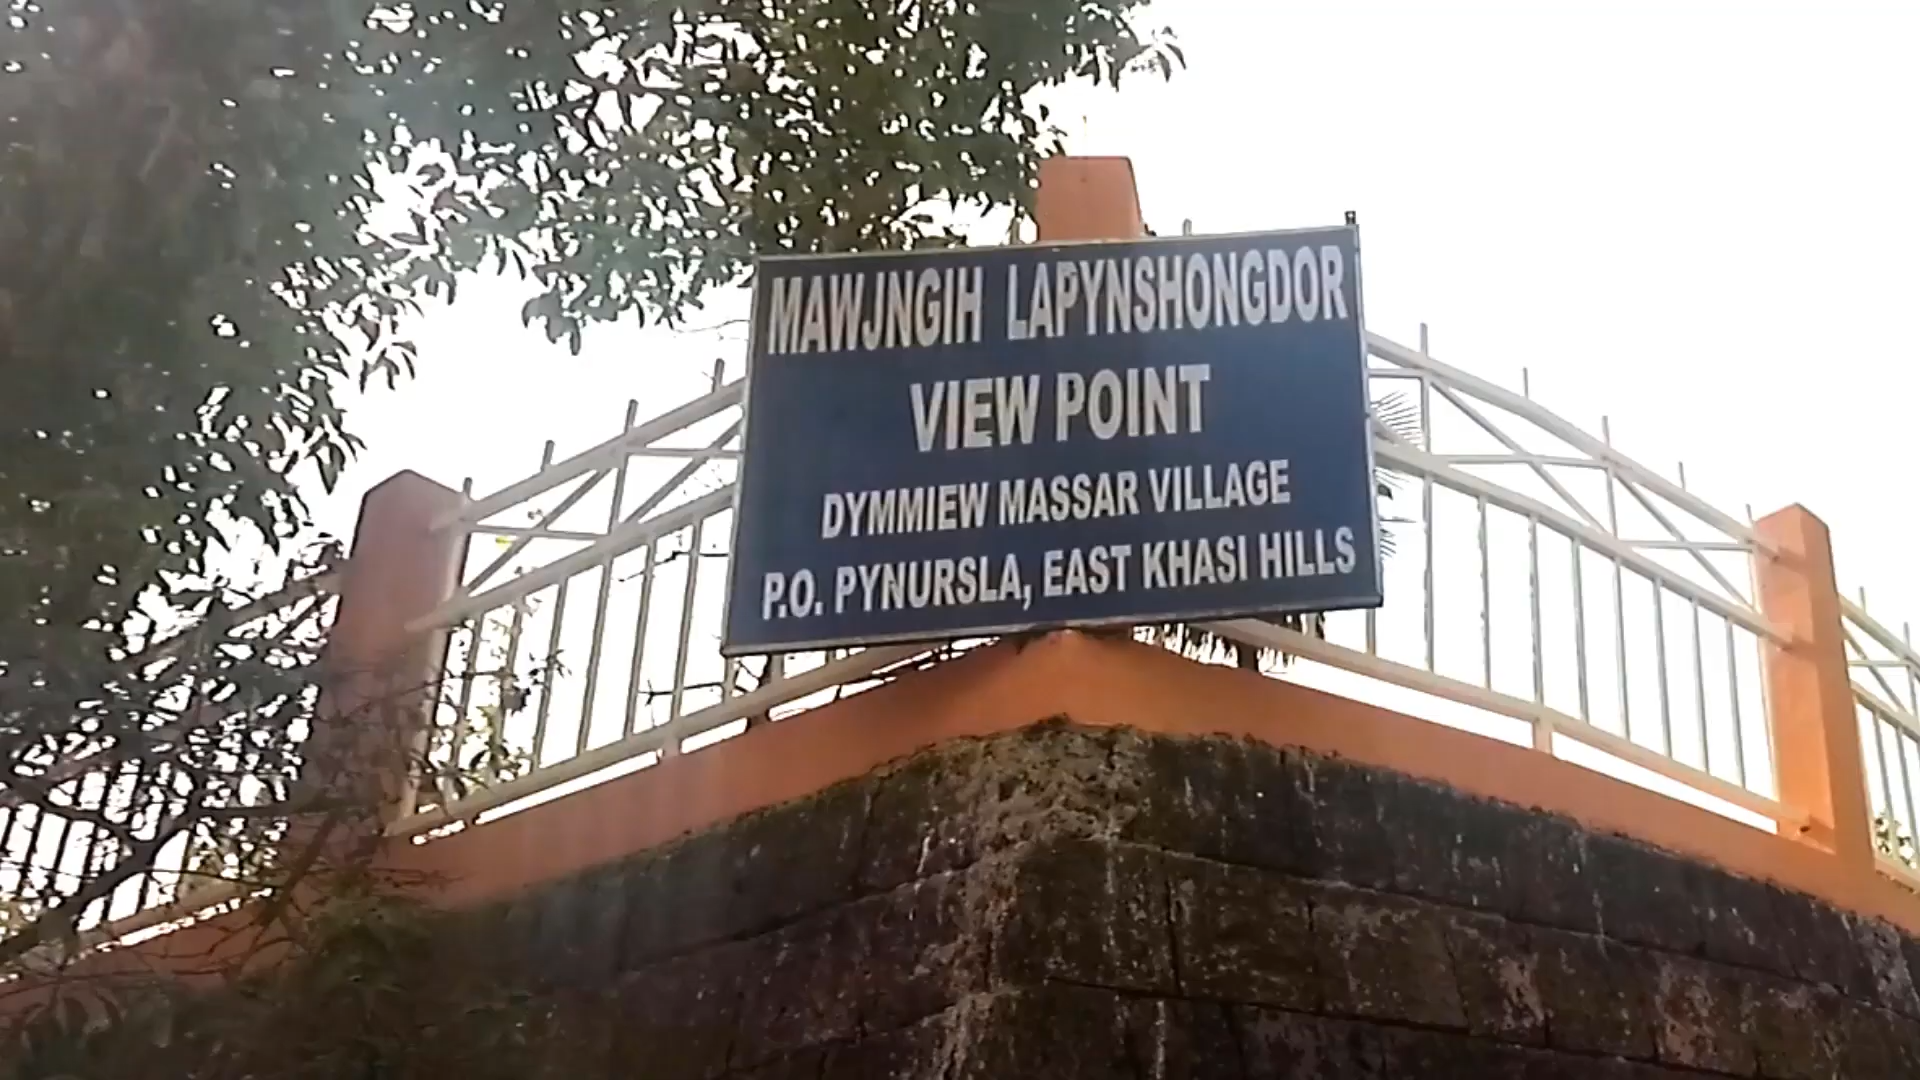 MAWJNGIH LAPYNSHONGDOR
VIEW POINT
DYMMIEW MASSAR VILLAGE
P.O. PYNURSLA, EAST KHASI HILLS